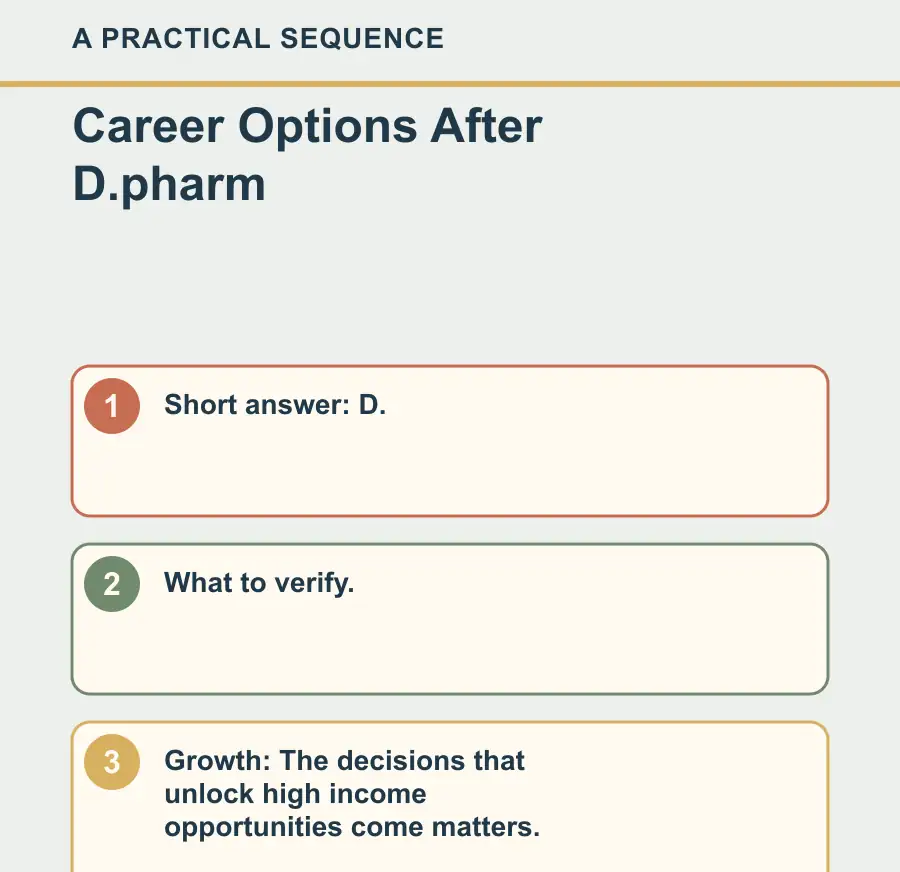 A PRACTICAL SEQUENCE
Career Options After
D.pharm
1
Short answer: D.
2
What to verify.
3
Growth: The decisions that
unlock high income
opportunities come matters.